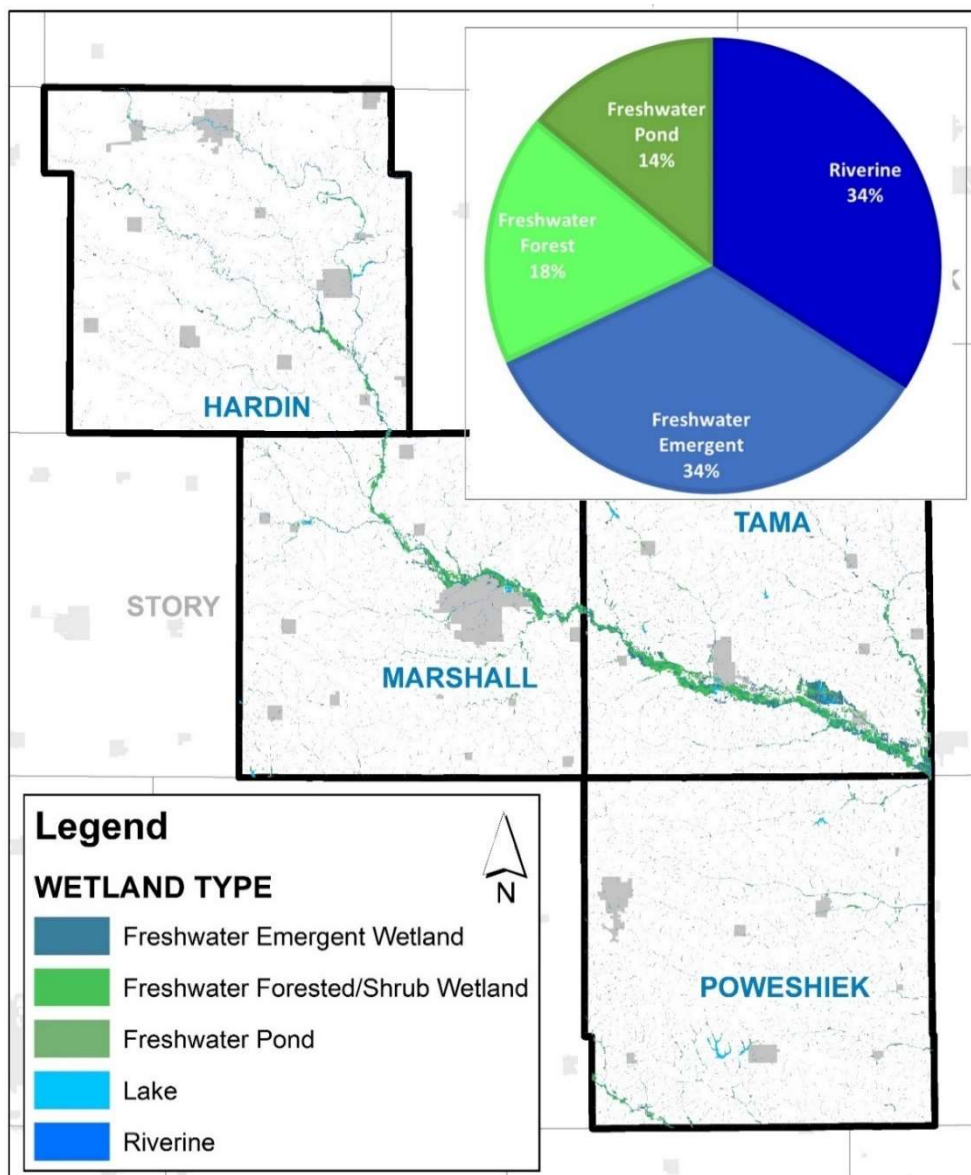 Freshwater
Pond
14%
Riverine
34%
Freshwater
Forest
18%
Freshwater
Emergent
34%
HARDIN
TAMA
STORY
MARSHALL
POWESHIEK
Legend
N
WETLAND TYPE
Freshwater Emergent Wetland
Freshwater Forested/Shrub Wetland
Freshwater Pond
Lake
Riverine